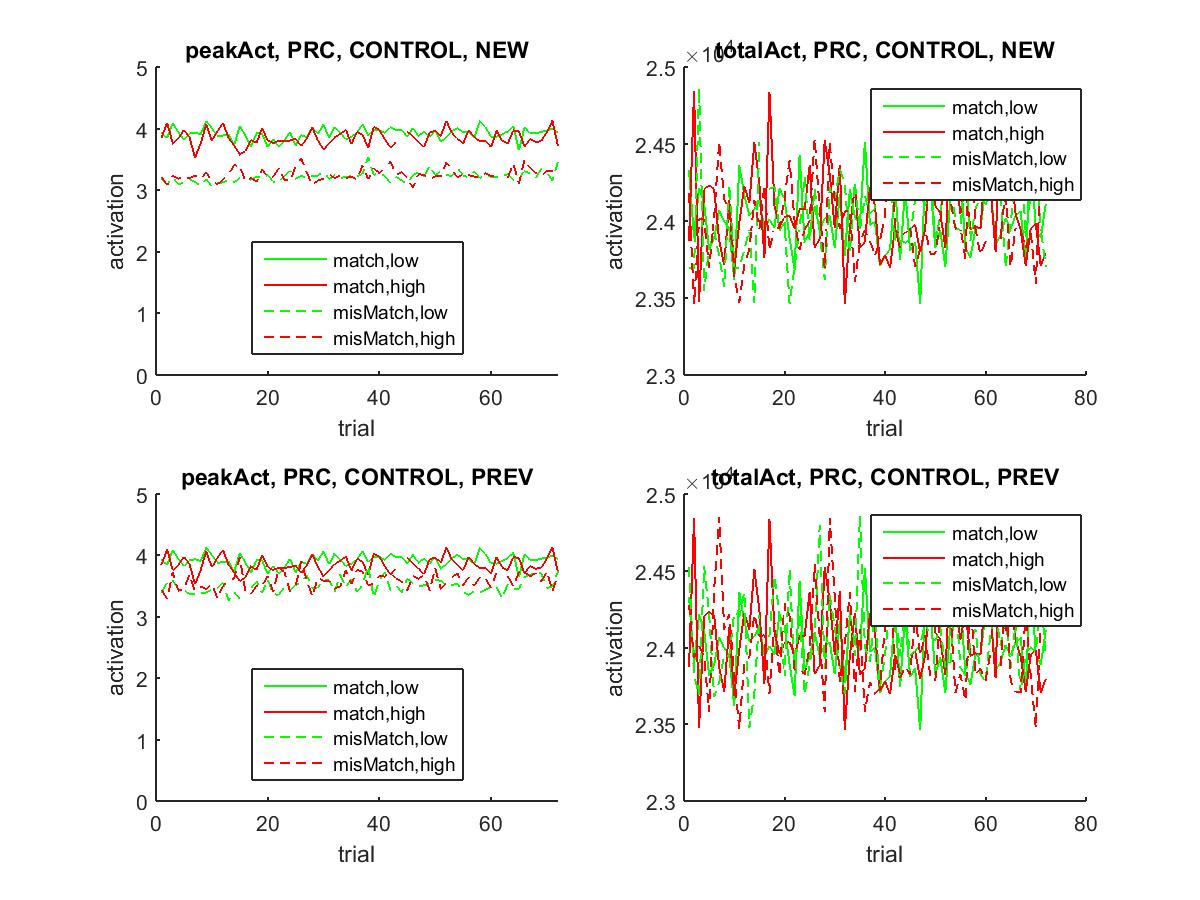 peakAct, PRC, CONTROL, NEW
5
4
3
2
1
0
activation
match,low
match,high
misMatch,low
misMatch,high
0
20
40
60
trial
×10
totalAct, PRC, CONTROL, NEW
2.5
2.45
2.4
2.35
2.3
activation
match,low
match,high
misMatch,low
misMatch,high
0
20
40
60
80
trial
peakAct, PRC, CONTROL, PREV
5
4
3
2
1
0
activation
match,low
match,high
misMatch,low
misMatch,high
0
20
40
60
trial
×10⁴
totalAct, PRC, CONTROL, PREV
2.5
2.45
2.4
2.35
2.3
activation
match,low
match,high
misMatch,low
misMatch,high
0
20
40
60
80
trial